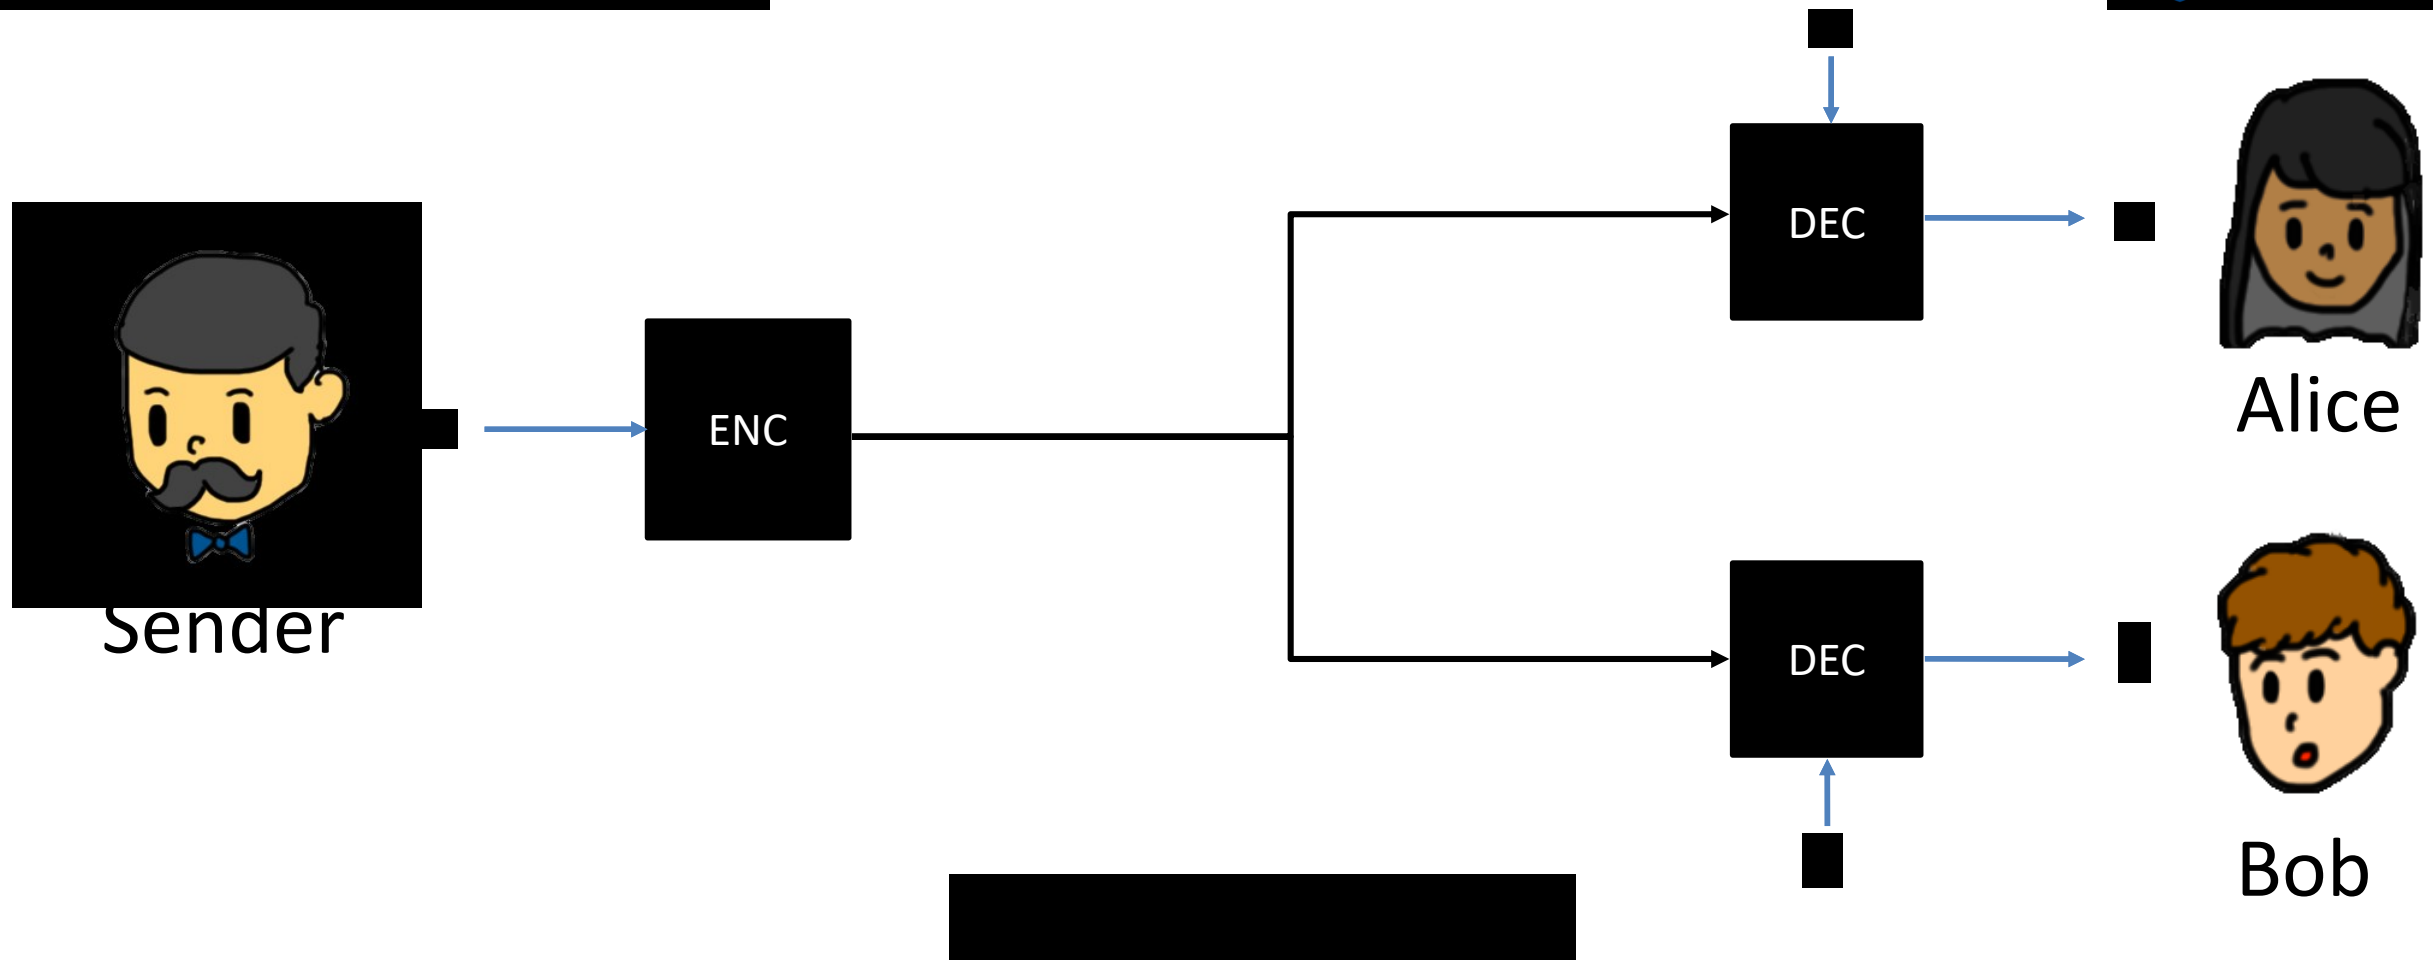 DEC
Alice
ENC
Sender
DEC
Bob